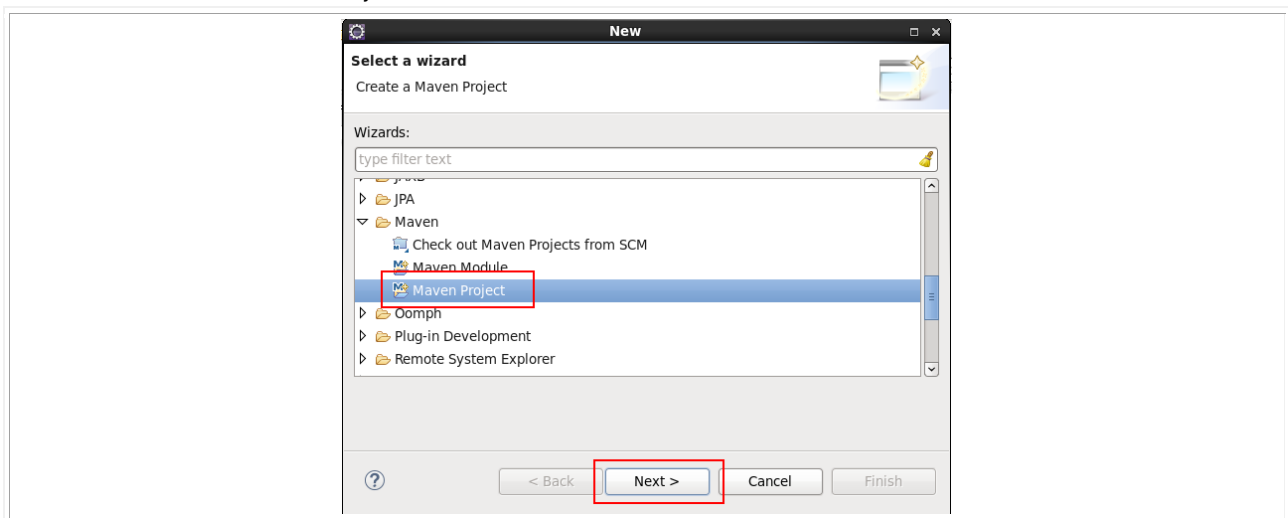 New
Select a wizard
Create a Maven Project
Wizards:
type filter text
JPA
Maven
Check out Maven Projects from SCM
Maven Module
Maven Project
Oomph
Plug-in Development
Remote System Explorer
< Back Next > Cancel Finish